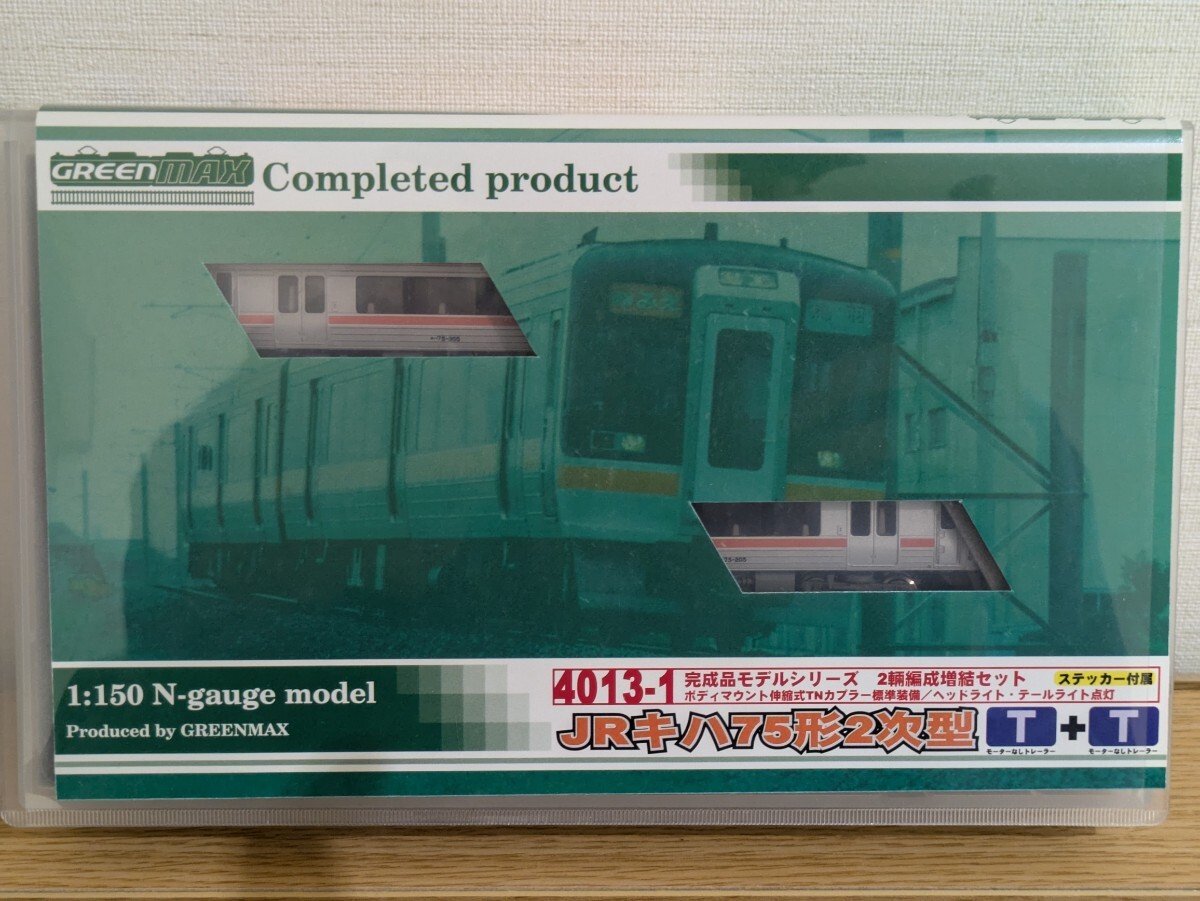 GREENMAX
Completed product
1:150 N-gauge model
Produced by GREENMAX
4013-1
完成品モデルシリーズ 2輌編成増結セット
ステッカー付属
ボディマウント伸縮式TNカプラー標準装備/ヘッドライト・テールライト点灯
JRキハ75形2次型
T + T
モーターなしトレーラー
モーターなしトレーラー